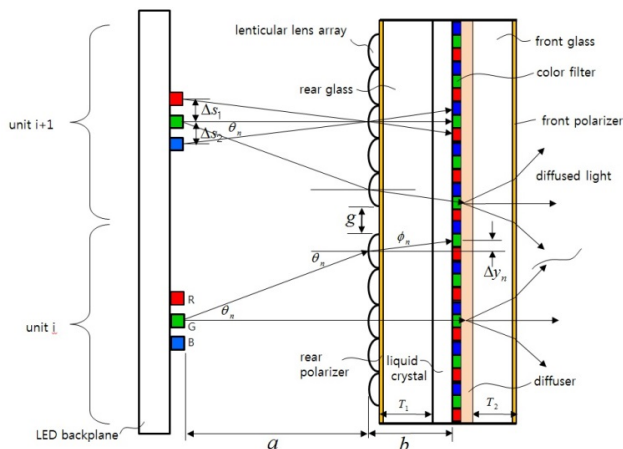 lenticular lens array
front glass
rear glass
color filter
unit i+1
Δs₁
front polarizer
Δs₂
θₙ
diffused light
g
ϕₙ
θₙ
Δyₙ
R
θₙ
unit i
G
B
rear polarizer
liquid crystal
diffuser
T₁
T₂
LED backplane
a
b